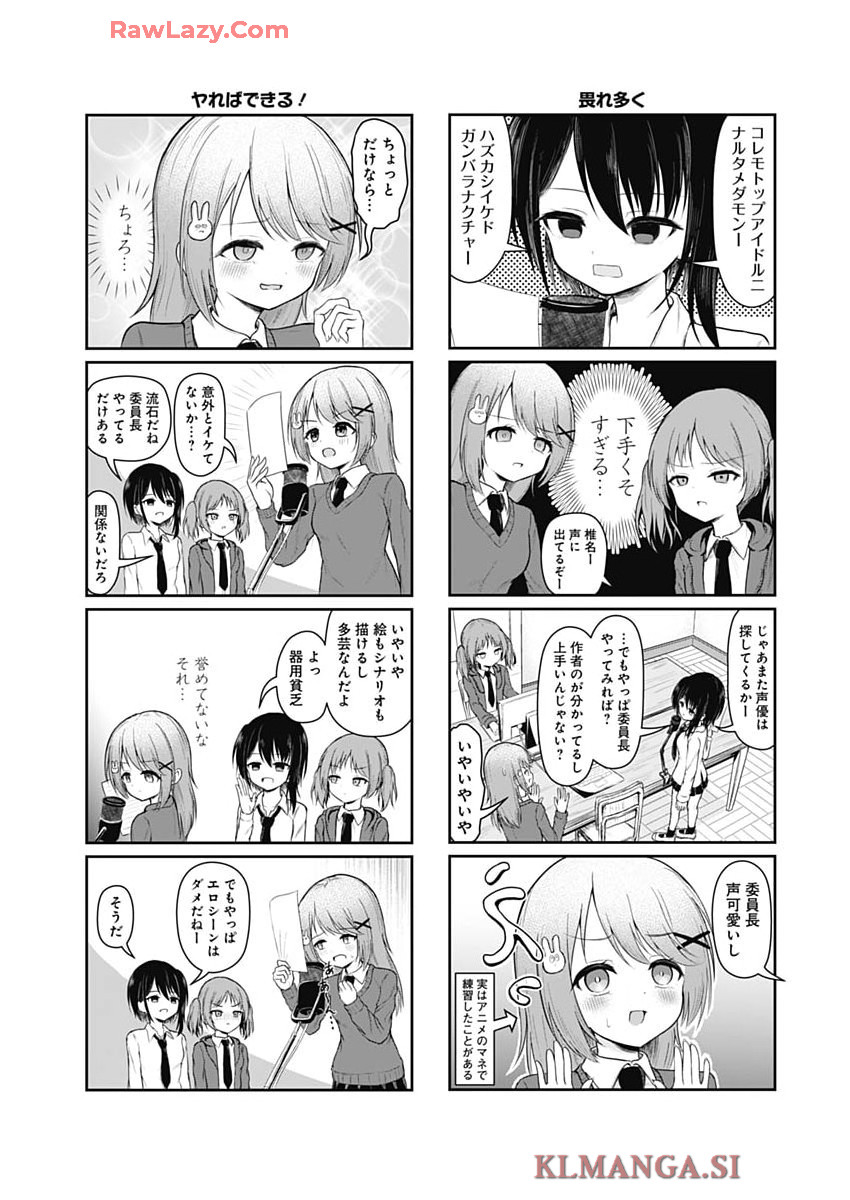 RawLazy.Com
畏れ多く
コレモトップアイドルニ
ナルタメダモンー
ハズカシイケド
ガンバラナクチャー
下手くそ
すぎる…
椎名ー
声に
出てるぞー
じゃあまた声優は
探してくるかー
…でもやっぱ委員長
やってみれば？
作者のが分かってるし
上手いんじゃない？
いやいやいや
委員長
声可愛いし
実はアニメのマネで
練習したことがある
ヤればできる！
ちょっと
だけなら…
ちょろ…
意外とイケて
ないか…？
流石だね
委員長
やってる
だけある
関係ないだろ
いやいや
絵もシナリオも
描けるし
多芸なんだよ
よっ
器用貧乏
誉めてないな
それ…
あ…あ～ん…
でもやっぱ
エロシーンは
ダメだねー
そうだ
KLMANGA.SI